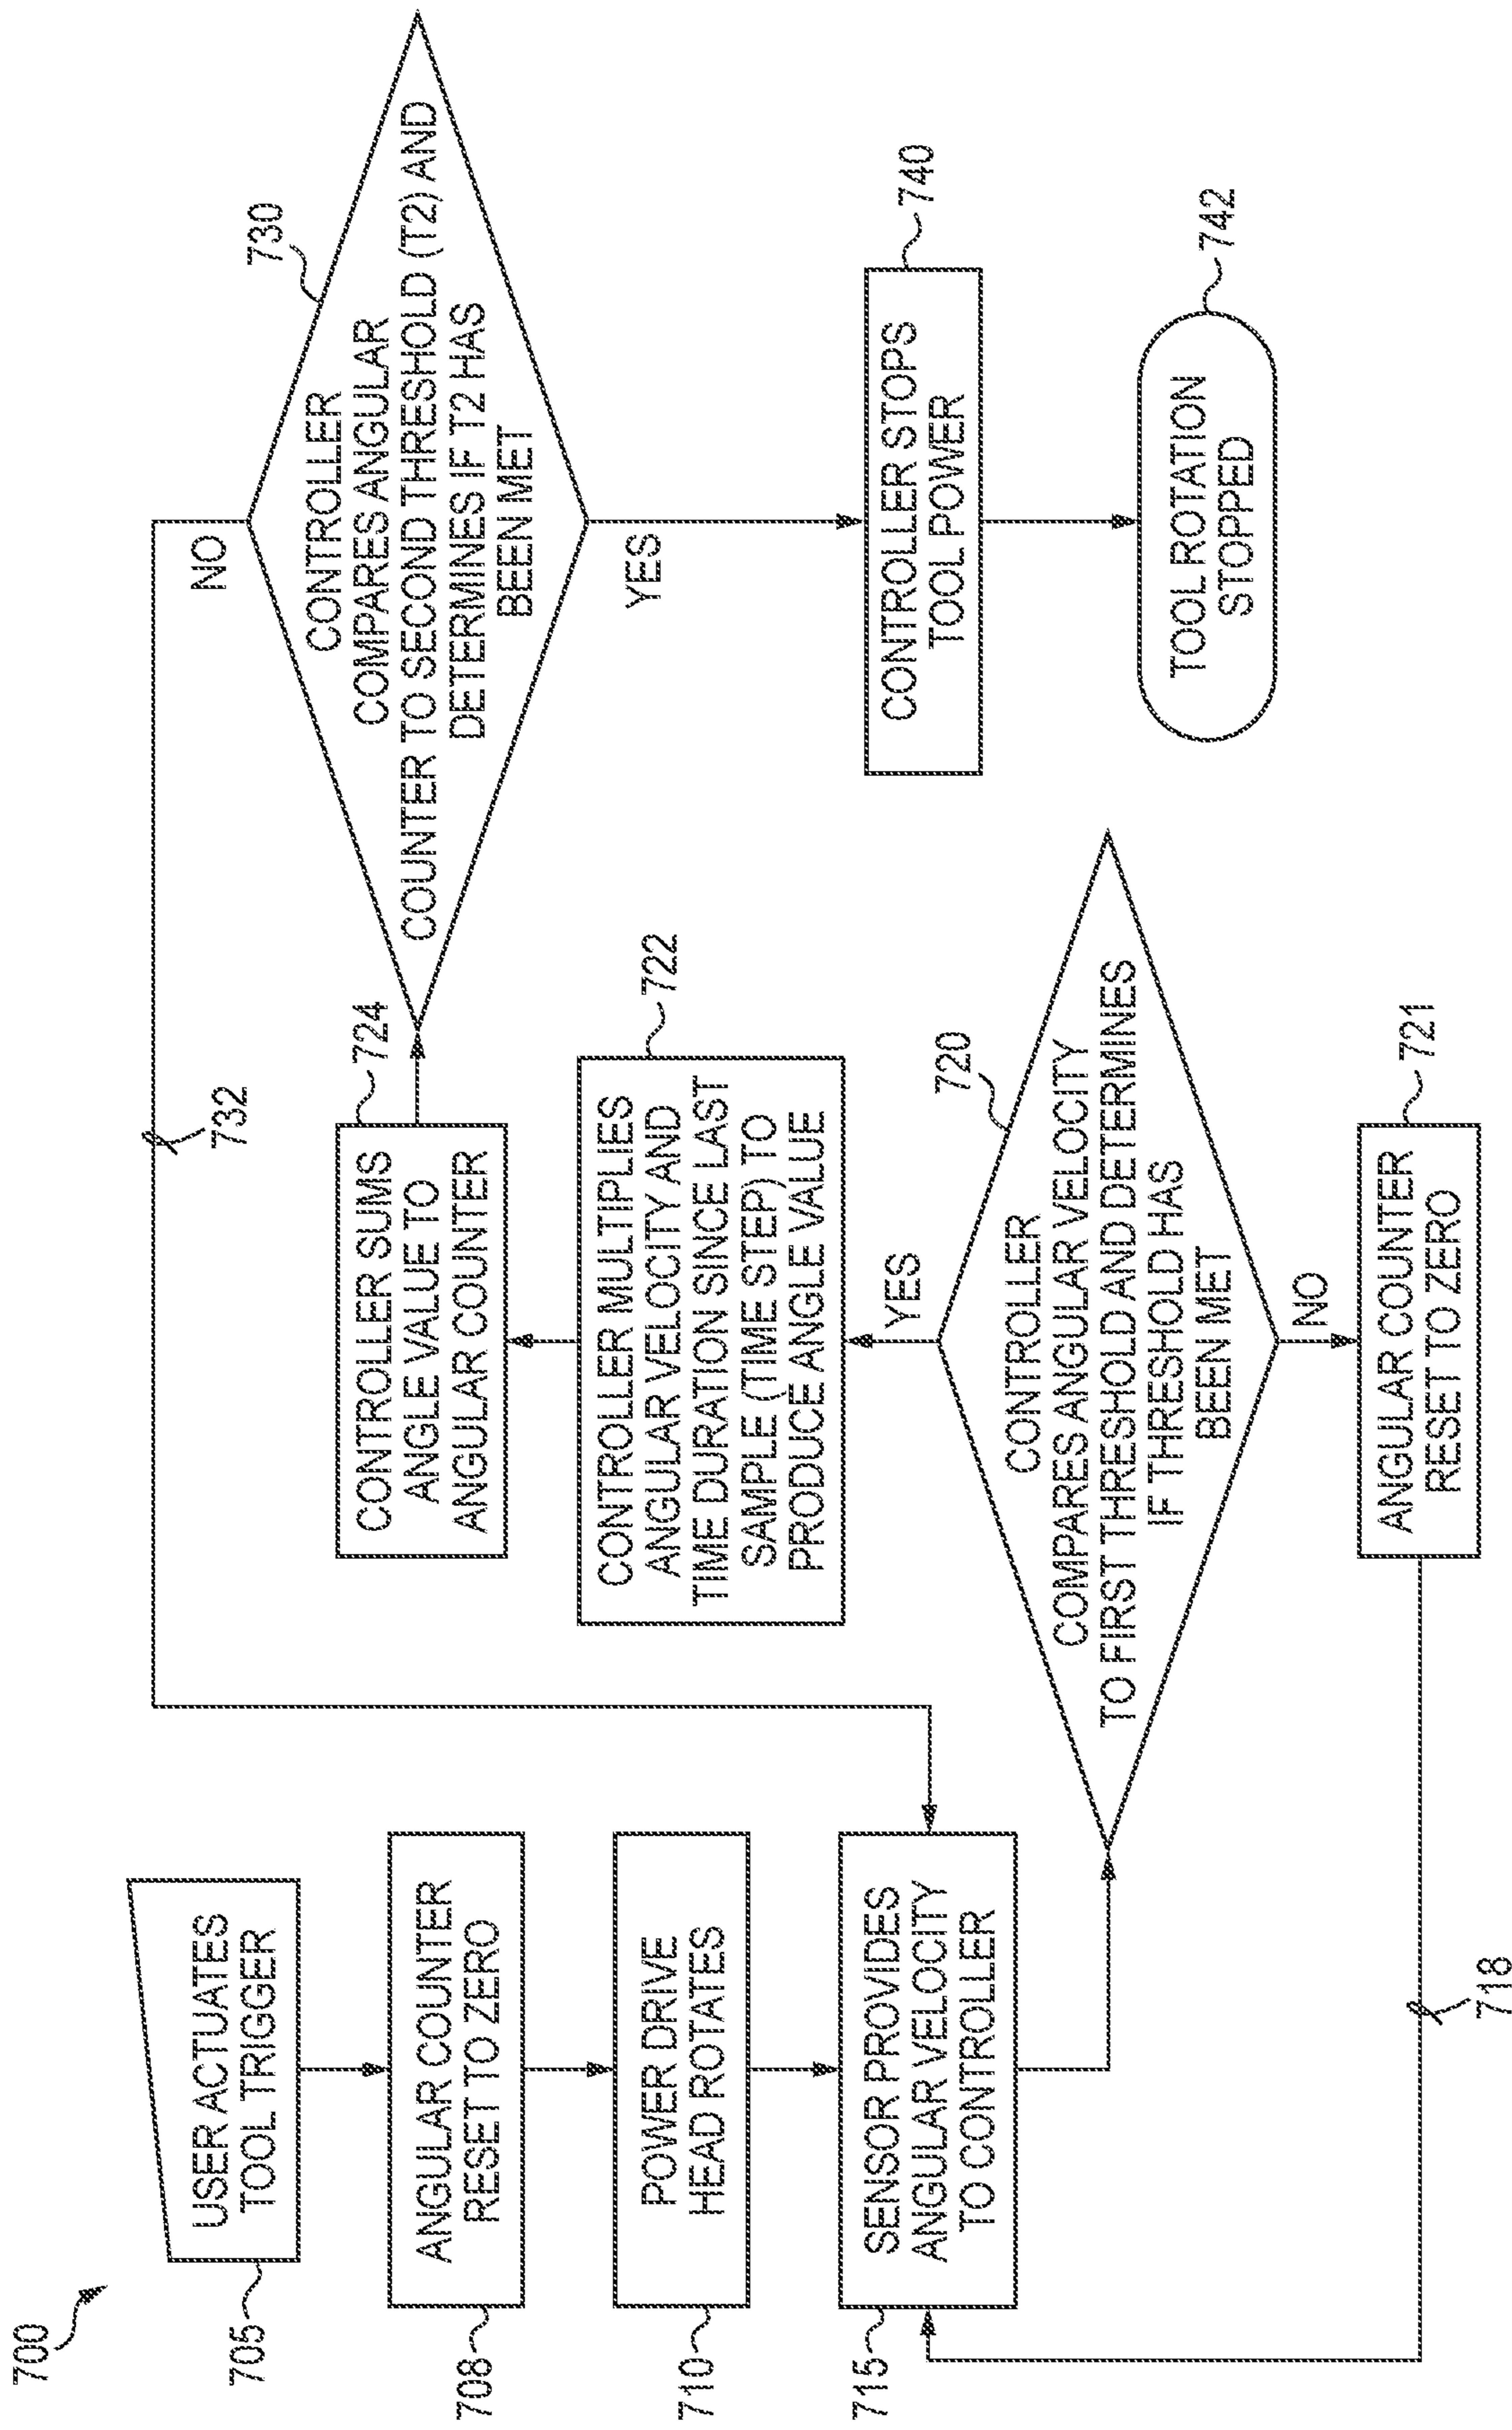 700
705
USER ACTUATES
TOOL TRIGGER
708
ANGULAR COUNTER
RESET TO ZERO
710
POWER DRIVE
HEAD ROTATES
715
SENSOR PROVIDES
ANGULAR VELOCITY
TO CONTROLLER
718
720
CONTROLLER
COMPARES ANGULAR VELOCITY
TO FIRST THRESHOLD AND DETERMINES
IF THRESHOLD HAS
BEEN MET
NO
721
ANGULAR COUNTER
RESET TO ZERO
YES
722
CONTROLLER MULTIPLIES
ANGULAR VELOCITY AND
TIME DURATION SINCE LAST
SAMPLE (TIME STEP) TO
PRODUCE ANGLE VALUE
724
CONTROLLER SUMS
ANGLE VALUE TO
ANGULAR COUNTER
732
NO
730
CONTROLLER
COMPARES ANGULAR
COUNTER TO SECOND THRESHOLD (T2) AND
DETERMINES IF T2 HAS
BEEN MET
YES
740
CONTROLLER STOPS
TOOL POWER
742
TOOL ROTATION
STOPPED